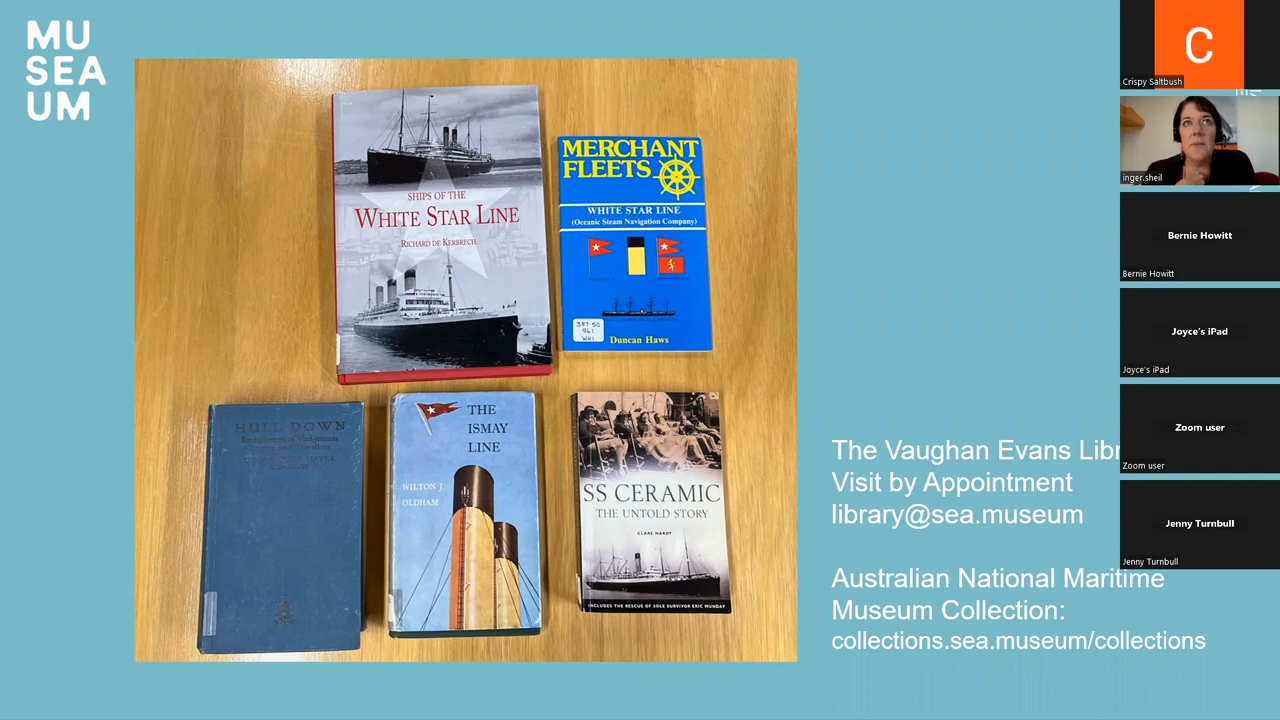 MU
SEA
UM
SHIPS OF THE
WHITE STAR LINE
RICHARD DE KERBRECH
MERCHANT
FLEETS
WHITE STAR LINE
(Oceanic Steam Navigation Company)
387·50
961
WHI
Duncan Haws
HULL DOWN
THE
ISMAY
LINE
WILTON J.
OLDHAM
SS CERAMIC
THE UNTOLD STORY
CLARE HARDY
INCLUDES THE RESCUE OF SOLE SURVIVOR ERIC MUNDAY
The Vaughan Evans Libr
Visit by Appointment
library@sea.museum
Australian National Maritime
Museum Collection:
collections.sea.museum/collections
C
Crispy Saltbush
inger.sheil
Bernie Howitt
Bernie Howitt
Joyce's iPad
Joyce's iPad
Zoom user
Zoom user
Jenny Turnbull
Jenny Turnbull